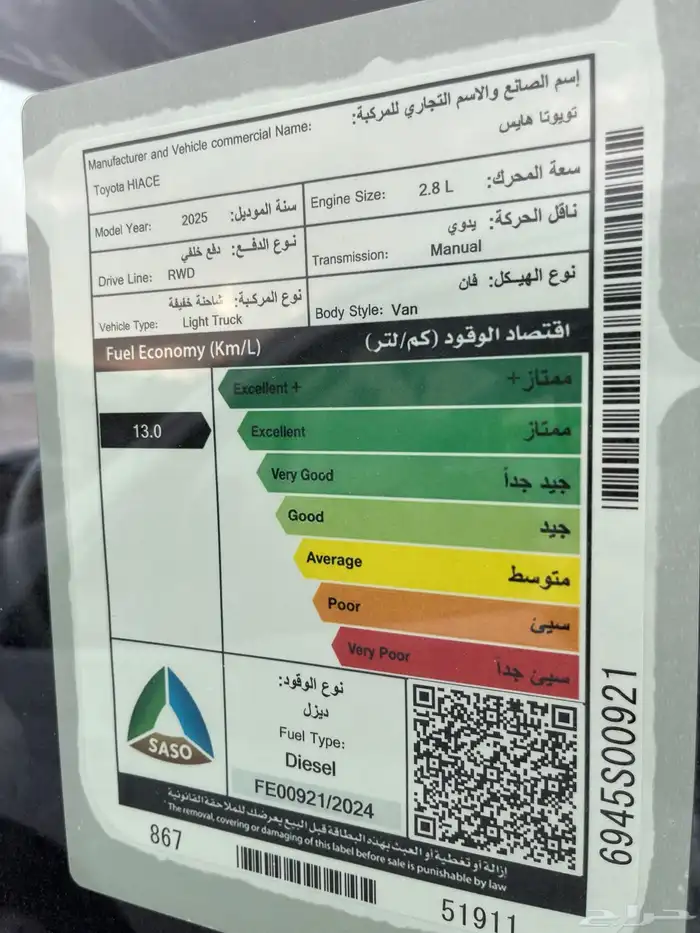 إسم الصانع والاسم التجاري للمركبة:
Manufacturer and Vehicle commercial Name:
تويوتا هايس
Toyota HIACE
سنة الموديل:
Model Year: 2025
سعة المحرك:
Engine Size: 2.8 L
نوع الدفع: دفع خلفي
Drive Line: RWD
ناقل الحركة: يدوي
Transmission: Manual
نوع المركبة: شاحنة خفيفة
Vehicle Type: Light Truck
نوع الهيكل: فان
Body Style: Van
Fuel Economy (Km/L) اقتصاد الوقود (كم/لتر)
Excellent + ممتاز+
13.0
Excellent ممتاز
Very Good جيد جداً
Good جيد
Average متوسط
Poor سيئ
Very Poor سيئ جداً
SASO
نوع الوقود:
ديزل
Fuel Type:
Diesel
FE00921/2024
إزالة أو تغطية أو العبث بهذه البطاقة قبل البيع يعرضك للملاحقة القانونية
The removal, covering or damaging of this label before sale is punishable by law
867
51911
6945S00921
حراج